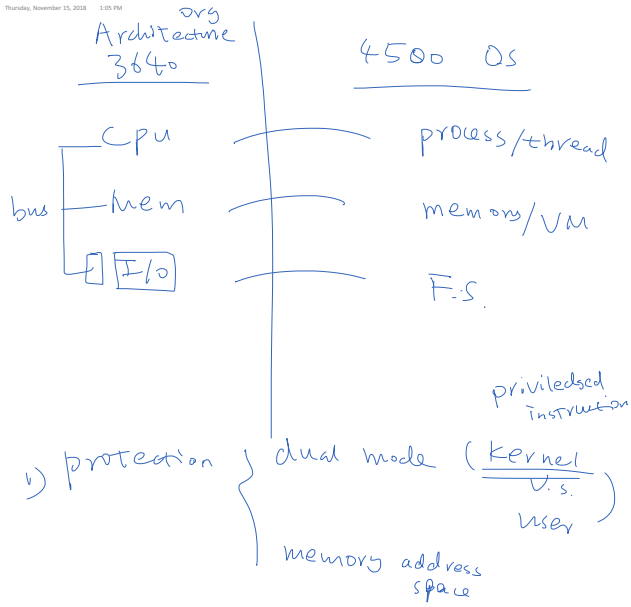 Thursday, November 15, 2018 1:05 PM
org
Architecture
3640
4500 OS
Cpu
process/thread
bus
Mem
memory/VM
I/O
F.S.
priviledged
instruction
1) protection
dual mode (kernel
v.s.
user)
memory address
space